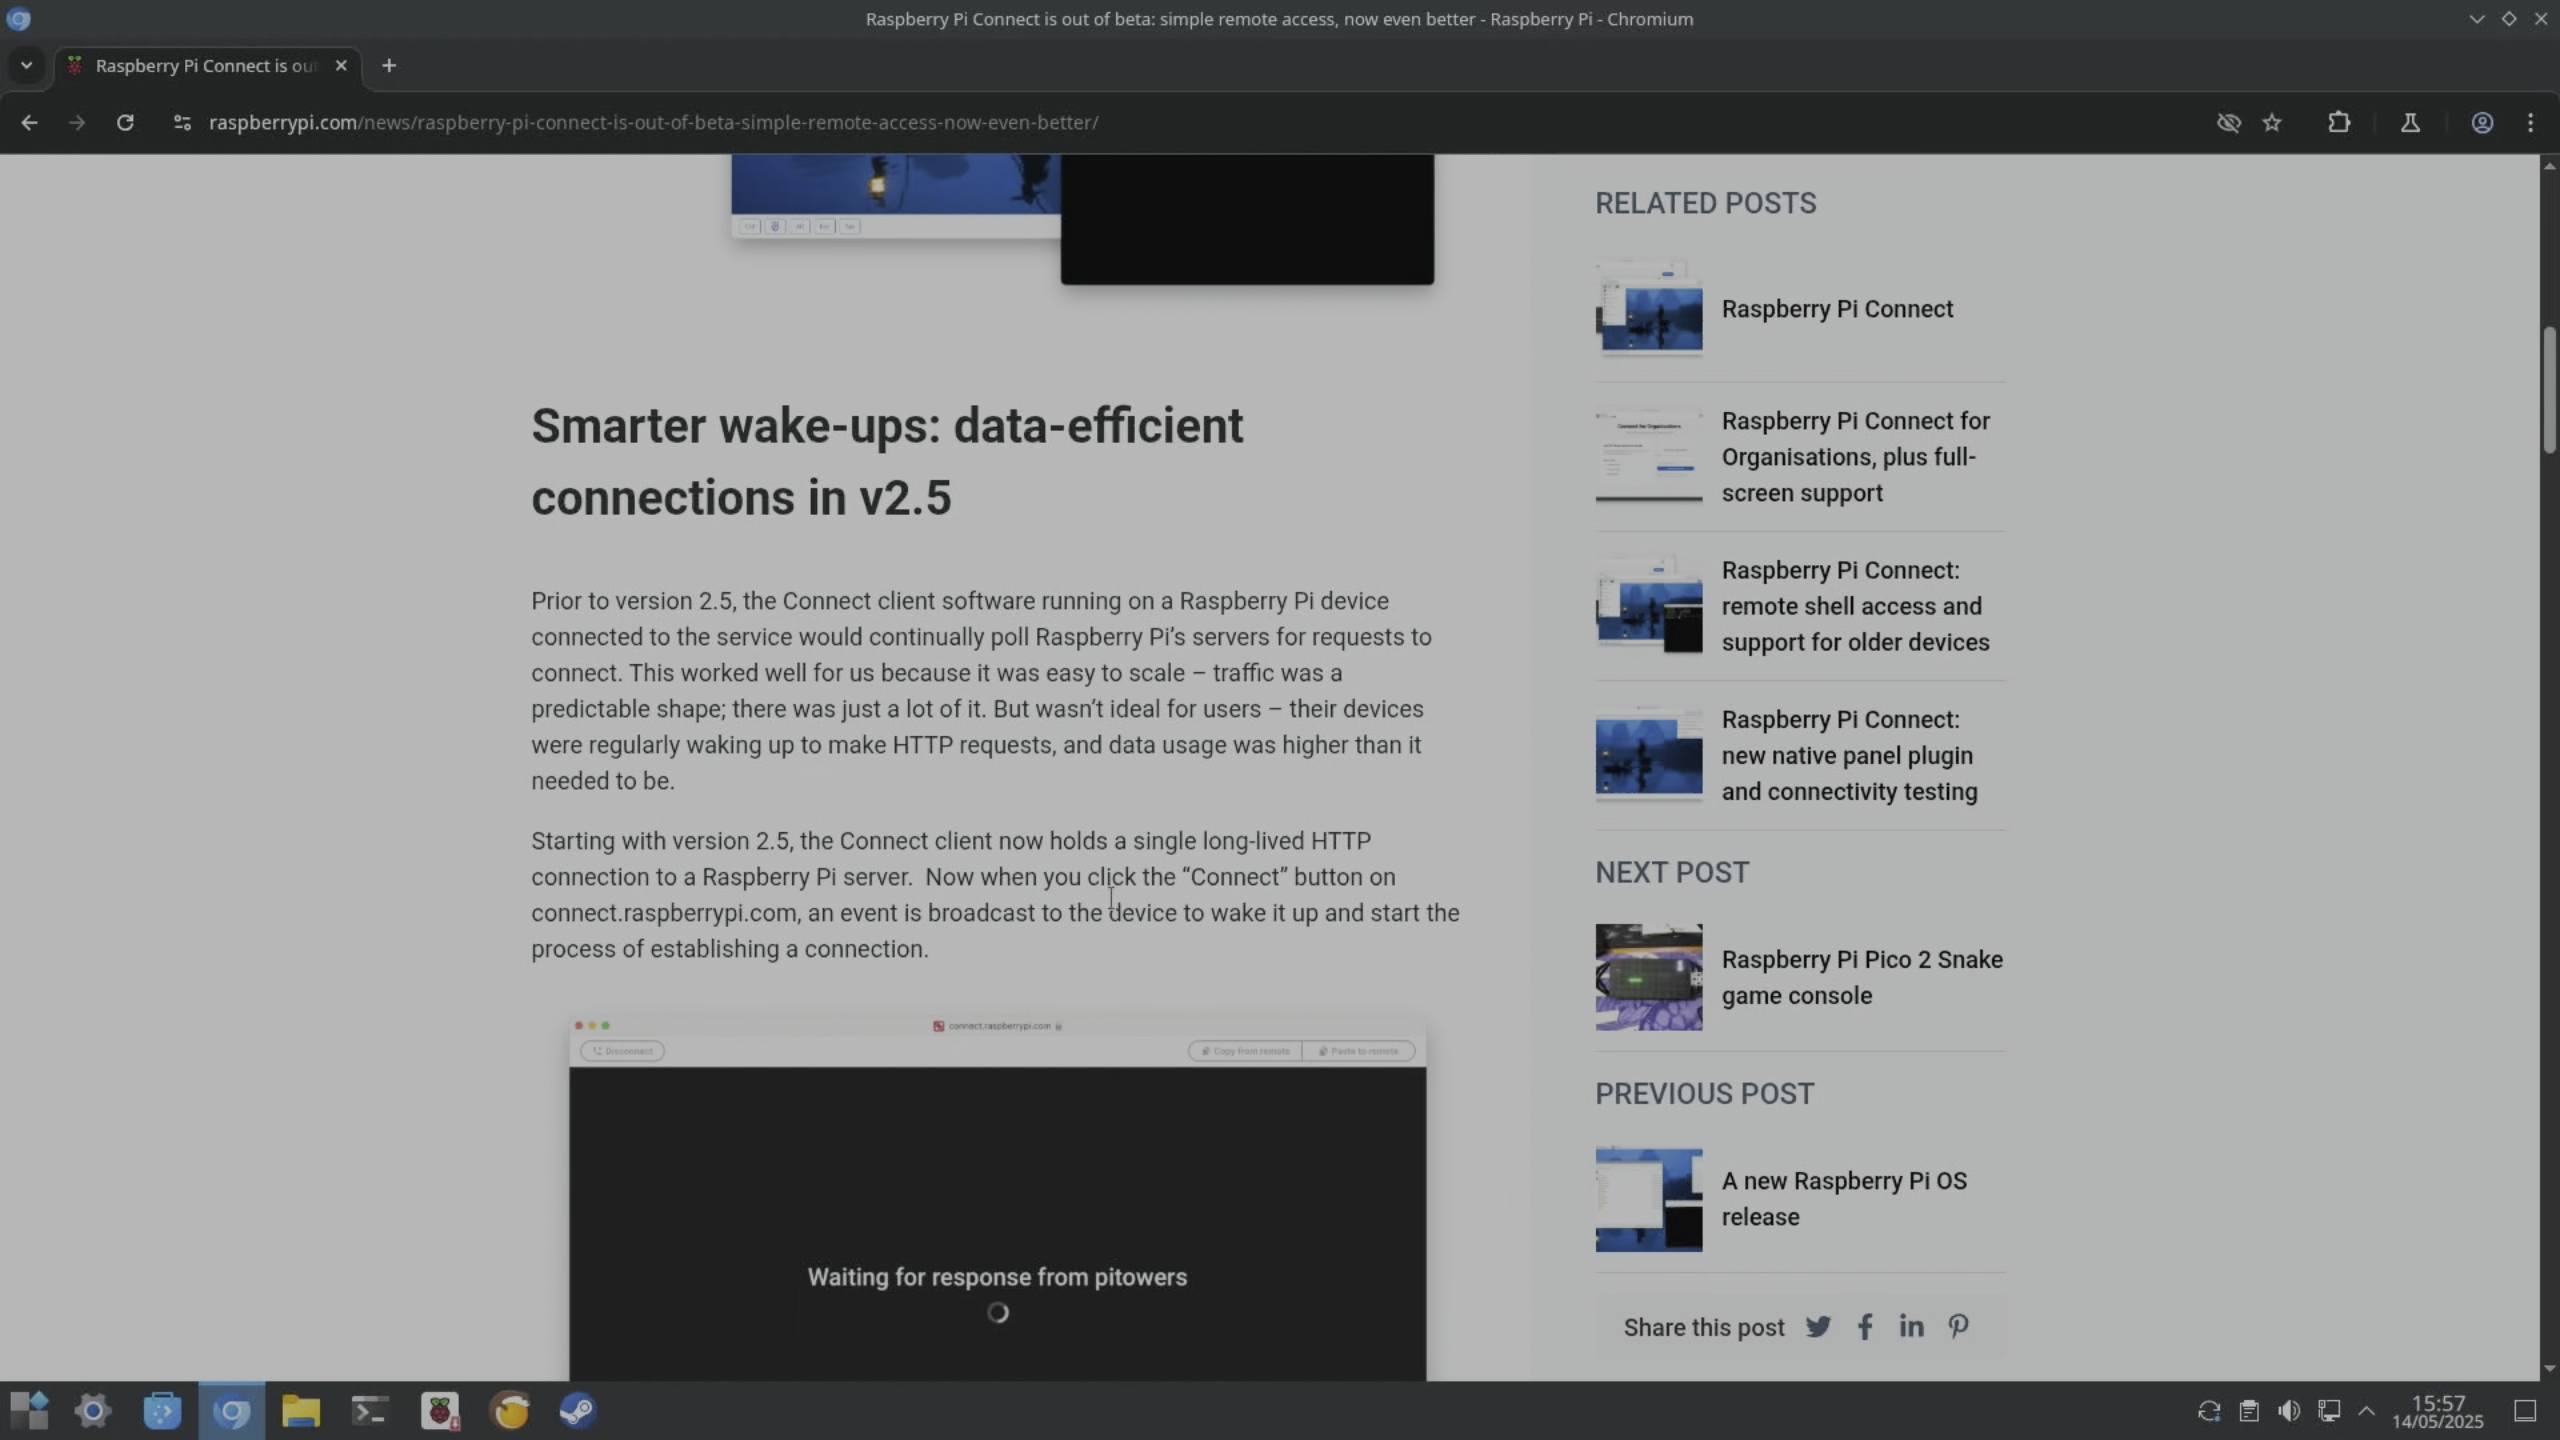 Raspberry Pi Connect is out of beta: simple remote access, now even better - Raspberry Pi - Chromium
Raspberry Pi Connect is out
raspberrypi.com/news/raspberry-pi-connect-is-out-of-beta-simple-remote-access-now-even-better/
Smarter wake-ups: data-efficient
connections in v2.5
Prior to version 2.5, the Connect client software running on a Raspberry Pi device
connected to the service would continually poll Raspberry Pi’s servers for requests to
connect. This worked well for us because it was easy to scale – traffic was a
predictable shape; there was just a lot of it. But wasn’t ideal for users – their devices
were regularly waking up to make HTTP requests, and data usage was higher than it
needed to be.
Starting with version 2.5, the Connect client now holds a single long-lived HTTP
connection to a Raspberry Pi server.  Now when you click the “Connect” button on
connect.raspberrypi.com, an event is broadcast to the device to wake it up and start the
process of establishing a connection.
connect.raspberrypi.com
Disconnect
Copy from remote
Paste to remote
Waiting for response from pitowers
RELATED POSTS
Raspberry Pi Connect
Raspberry Pi Connect for
Organisations, plus full-
screen support
Raspberry Pi Connect:
remote shell access and
support for older devices
Raspberry Pi Connect:
new native panel plugin
and connectivity testing
NEXT POST
Raspberry Pi Pico 2 Snake
game console
PREVIOUS POST
A new Raspberry Pi OS
release
Share this post
15:57
14/05/2025